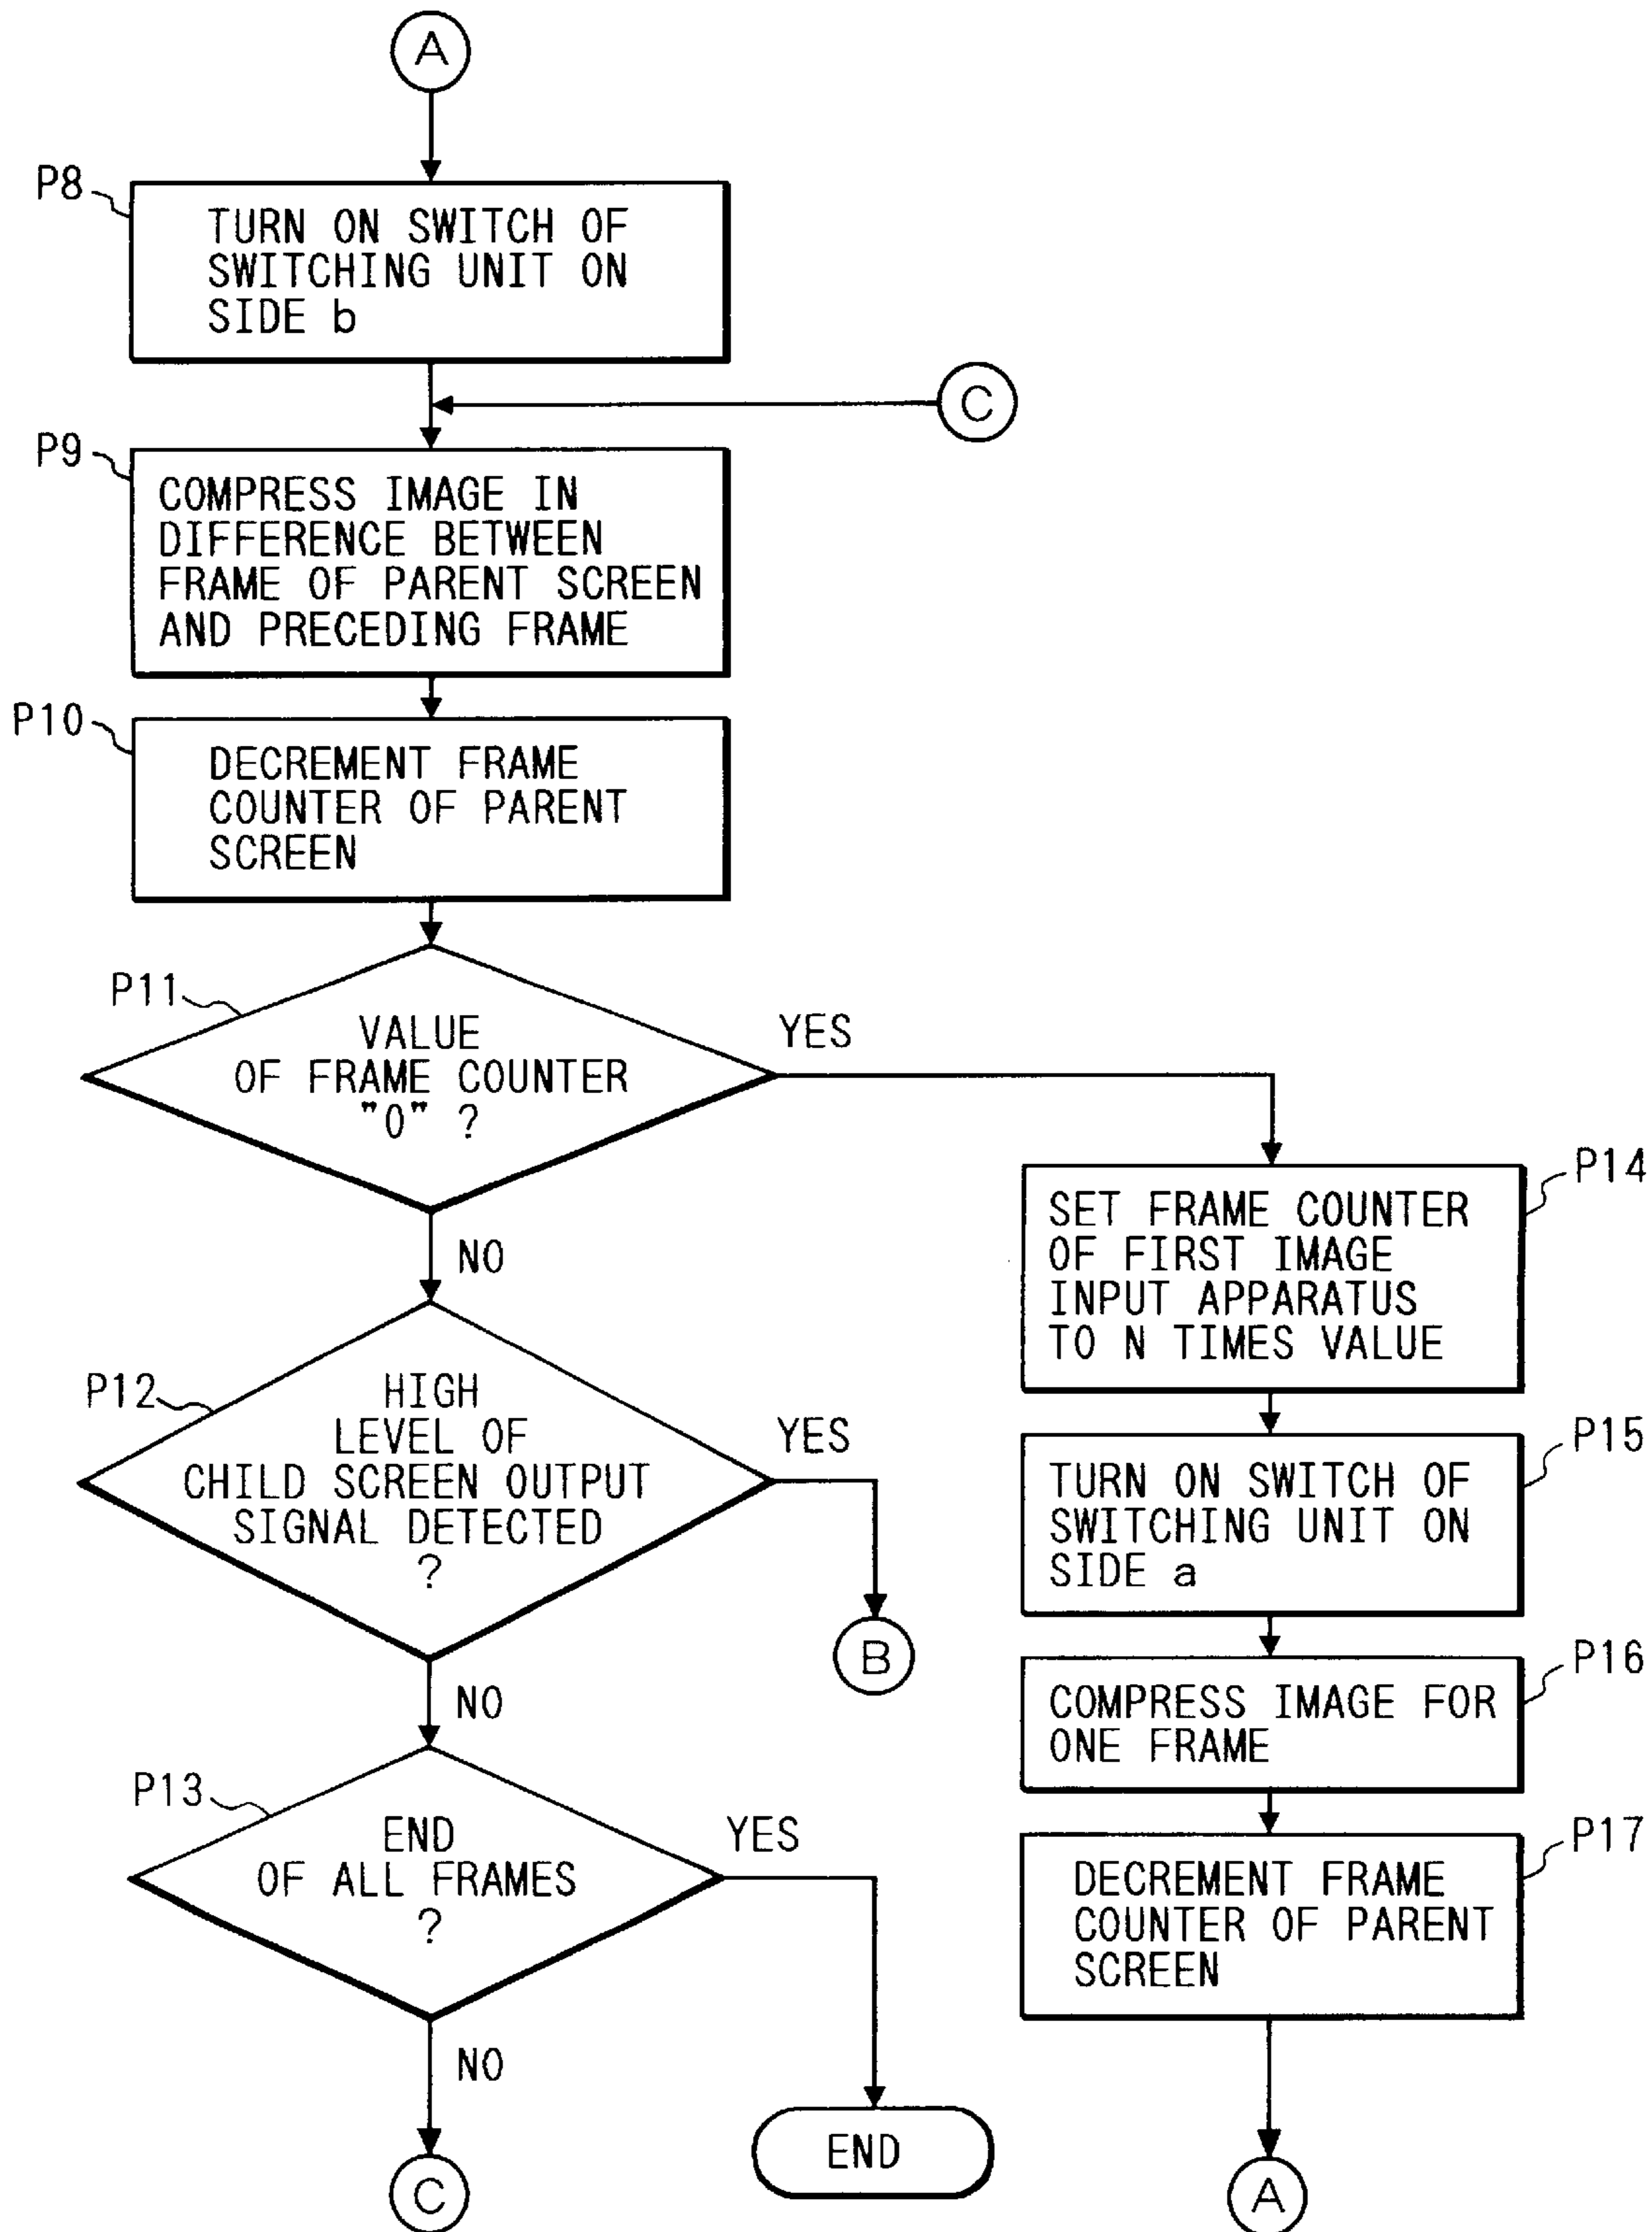 A
P8
TURN ON SWITCH OF
SWITCHING UNIT ON
SIDE b
C
P9
COMPRESS IMAGE IN
DIFFERENCE BETWEEN
FRAME OF PARENT SCREEN
AND PRECEDING FRAME
P10
DECREMENT FRAME
COUNTER OF PARENT
SCREEN
P11
VALUE
OF FRAME COUNTER
"0" ?
YES
NO
P12
HIGH
LEVEL OF
CHILD SCREEN OUTPUT
SIGNAL DETECTED
?
YES
B
NO
P13
END
OF ALL FRAMES
?
YES
END
NO
C
P14
SET FRAME COUNTER
OF FIRST IMAGE
INPUT APPARATUS
TO N TIMES VALUE
P15
TURN ON SWITCH OF
SWITCHING UNIT ON
SIDE a
P16
COMPRESS IMAGE FOR
ONE FRAME
P17
DECREMENT FRAME
COUNTER OF PARENT
SCREEN
A